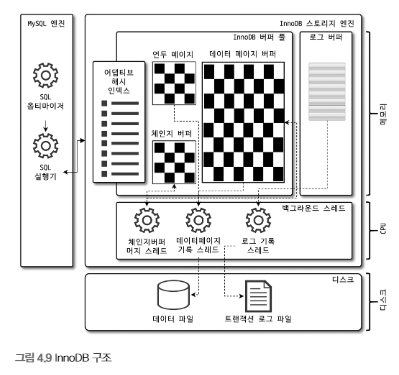 MySQL 엔진
InnoDB 스토리지 엔진
InnoDB 버퍼 풀
로그 버퍼
언두 페이지
데이터 페이지 버퍼
어댑티브
해시
인덱스
SQL
옵티마이저
체인지 버퍼
SQL
실행기
메모리
백그라운드 스레드
체인지버퍼
머지 스레드
데이터페이지
기록 스레드
로그 기록
스레드
CPU
디스크
데이터 파일
트랜잭션 로그 파일
디스크
그림 4.9 InnoDB 구조